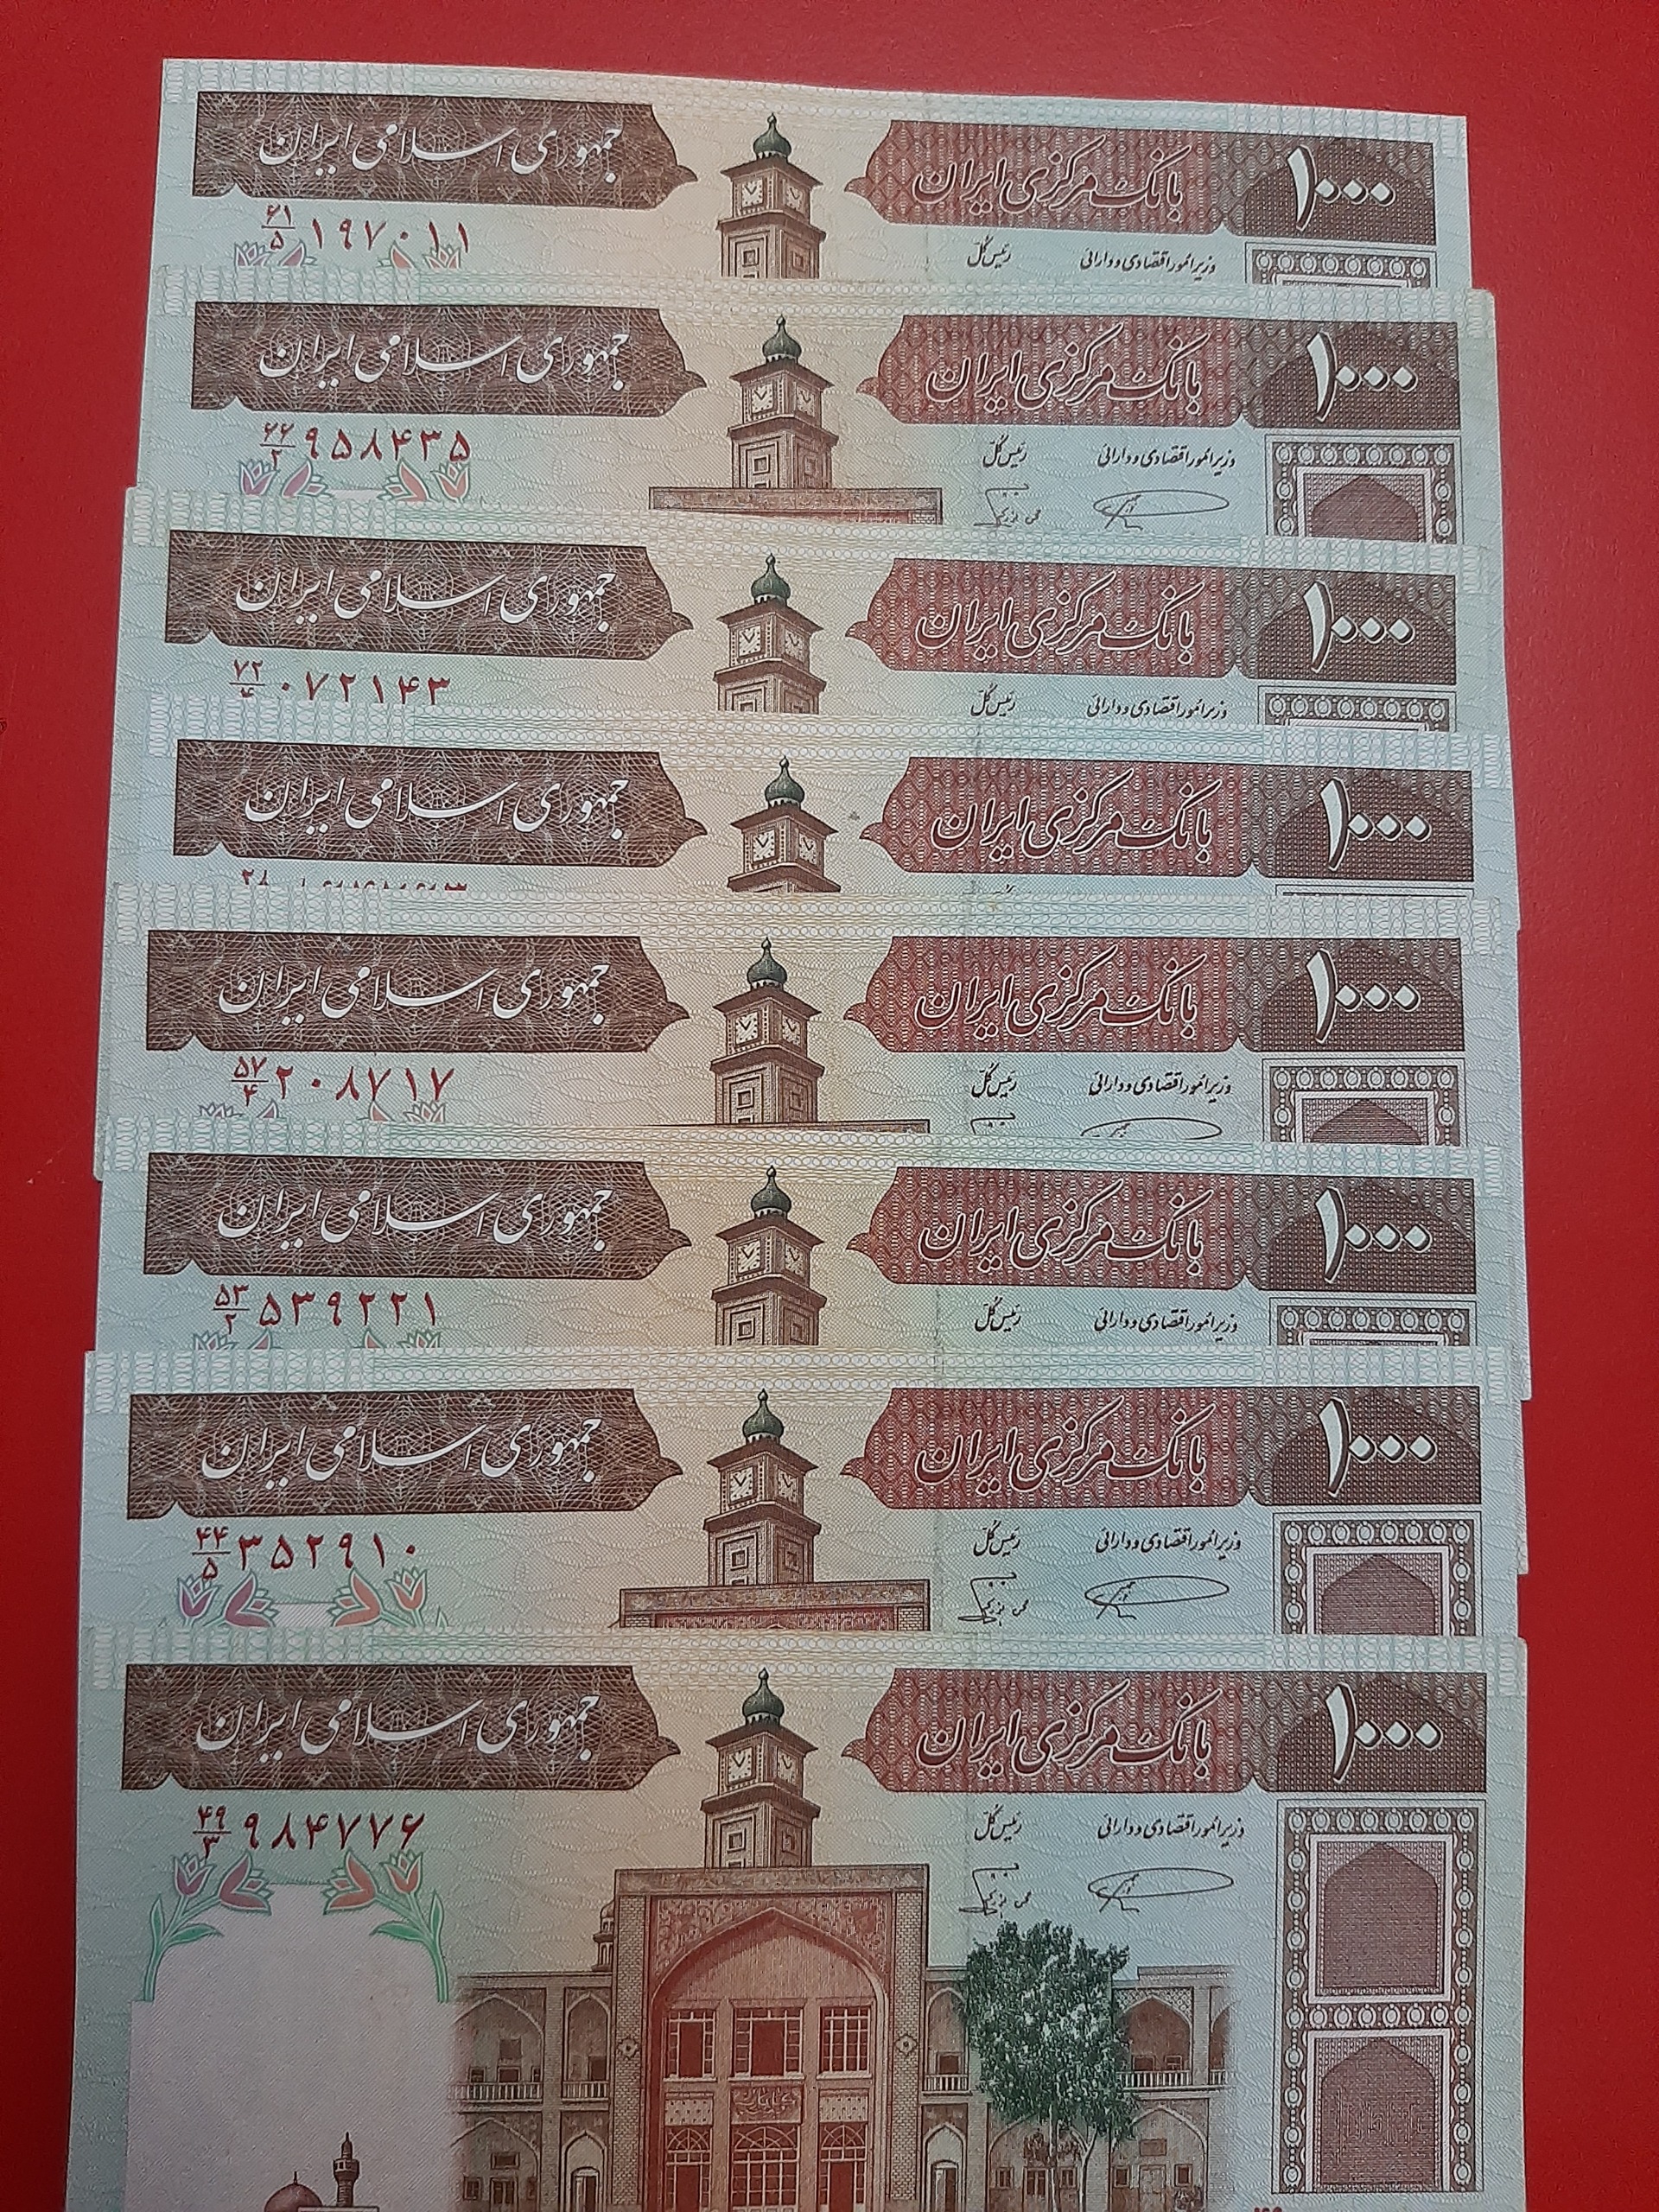 جمهوری اسلامی ایران بانک مرکزی ایران ۱۰۰۰
۶۱/۵ ۱۹۷۰۱۱ رئیس کل وزیر امور اقتصادی و دارائی
جمهوری اسلامی ایران بانک مرکزی ایران ۱۰۰۰
۶۶/۲ ۹۵۸۴۳۵ رئیس کل وزیر امور اقتصادی و دارائی
جمهوری اسلامی ایران بانک مرکزی ایران ۱۰۰۰
۷۲/۴ ۰۷۲۱۴۳ رئیس کل وزیر امور اقتصادی و دارائی
جمهوری اسلامی ایران بانک مرکزی ایران ۱۰۰۰
جمهوری اسلامی ایران بانک مرکزی ایران ۱۰۰۰
۵۷/۴ ۲۰۸۷۱۷ رئیس کل وزیر امور اقتصادی و دارائی
جمهوری اسلامی ایران بانک مرکزی ایران ۱۰۰۰
۵۳/۲ ۵۳۹۲۲۱ رئیس کل وزیر امور اقتصادی و دارائی
جمهوری اسلامی ایران بانک مرکزی ایران ۱۰۰۰
۴۴/۵ ۳۵۲۹۱۰ رئیس کل وزیر امور اقتصادی و دارائی
جمهوری اسلامی ایران بانک مرکزی ایران ۱۰۰۰
۴۹/۳ ۹۸۴۷۷۶ رئیس کل وزیر امور اقتصادی و دارائی